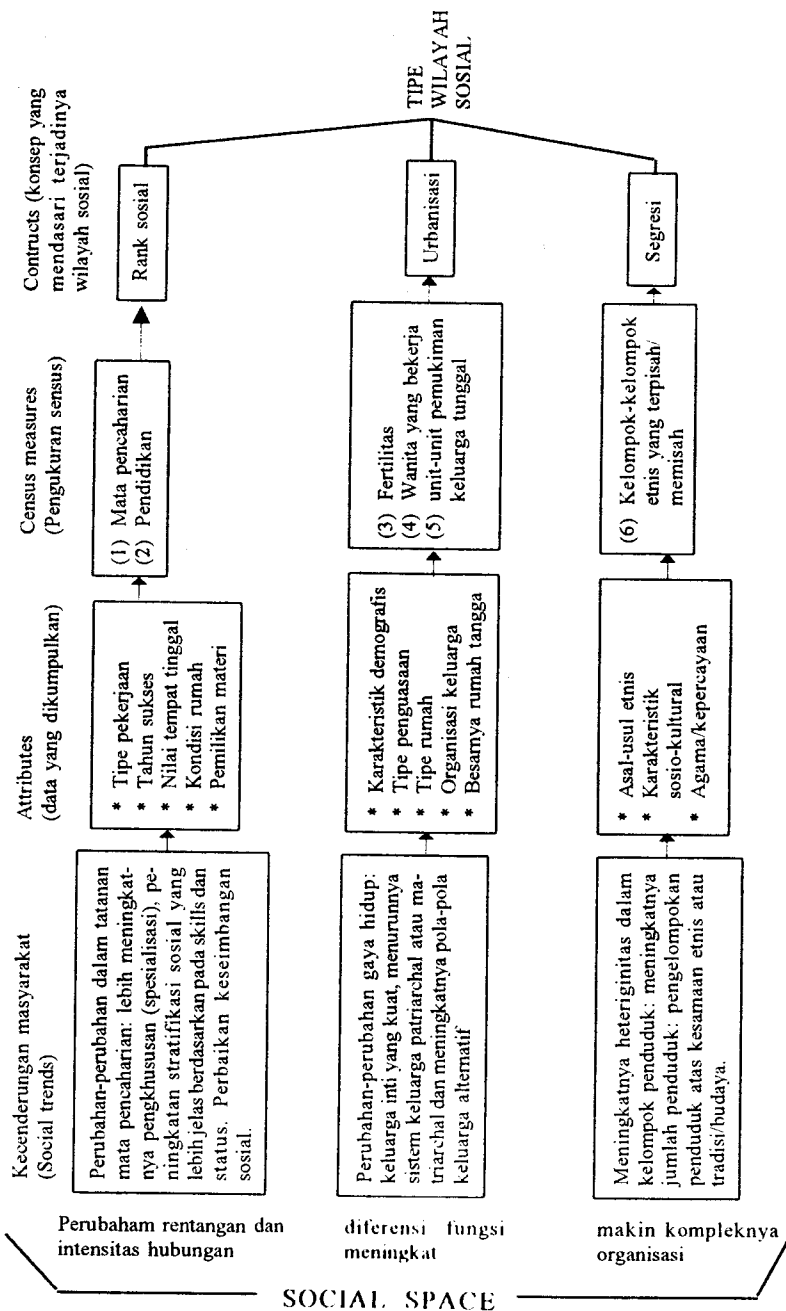 Kecenderungan masyarakat
(Social trends)
Attributes
(data yang dikumpulkan)
Census measures
(Pengukuran sensus)
Contructs (konsep yang
mendasari terjadinya
wilayah sosial)
Perubaham rentangan dan
intensitas hubungan
Perubahan-perubahan dalam tatanan
mata pencaharian: lebih meningkat-
nya pengkhususan (spesialisasi), pe-
ningkatan stratifikasi sosial yang
lebih jelas berdasarkan pada skills dan
status. Perbaikan keseimbangan
sosial.
* Tipe pekerjaan
* Tahun sukses
* Nilai tempat tinggal
* Kondisi rumah
* Pemilikan materi
(1) Mata pencaharian
(2) Pendidikan
Rank sosial
diferensi fungsi
meningkat
Perubahan-perubahan gaya hidup:
keluarga inti yang kuat, menurunnya
sistem keluarga patriarchal atau ma-
triarchal dan meningkatnya pola-pola
keluarga alternatif
* Karakteristik demografis
* Tipe penguasaan
* Tipe rumah
* Organisasi keluarga
* Besarnya rumah tangga
(3) Fertilitas
(4) Wanita yang bekerja
(5) unit-unit pemukiman
keluarga tunggal
Urbanisasi
makin kompleknya
organisasi
Meningkatnya heteriginitas dalam
kelompok penduduk: meningkatnya
jumlah penduduk: pengelompokan
penduduk atas kesamaan etnis atau
tradisi/budaya.
* Asal-usul etnis
* Karakteristik
sosio-kultural
* Agama/kepercayaan
(6) Kelompok-kelompok
etnis yang terpisah/
memisah
Segresi
TIPE
WILAYAH
SOSIAL
SOCIAL SPACE